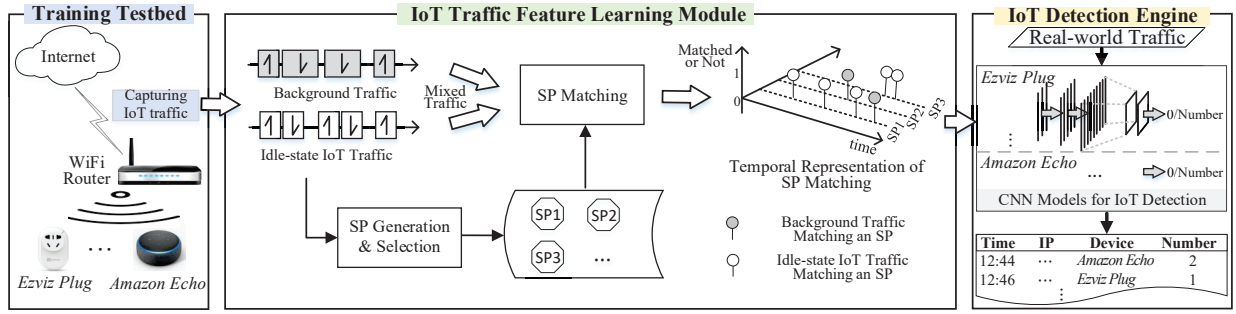 Training Testbed
Internet
Capturing
IoT traffic
WiFi
Router
...
Ezviz Plug
Amazon Echo
IoT Traffic Feature Learning Module
Background Traffic
Idle-state IoT Traffic
Mixed
Traffic
SP Matching
SP Generation
& Selection
SP1
SP2
SP3
...
Matched
or Not
1
0
time
SP1
SP2
SP3
Temporal Representation of
SP Matching
Background Traffic
Matching an SP
Idle-state IoT Traffic
Matching an SP
IoT Detection Engine
Real-world Traffic
Ezviz Plug
0/Number
⋮
Amazon Echo
...
0/Number
CNN Models for IoT Detection
Time IP Device Number
12:44 ... Amazon Echo 2
12:46 ... Ezviz Plug 1
⋮